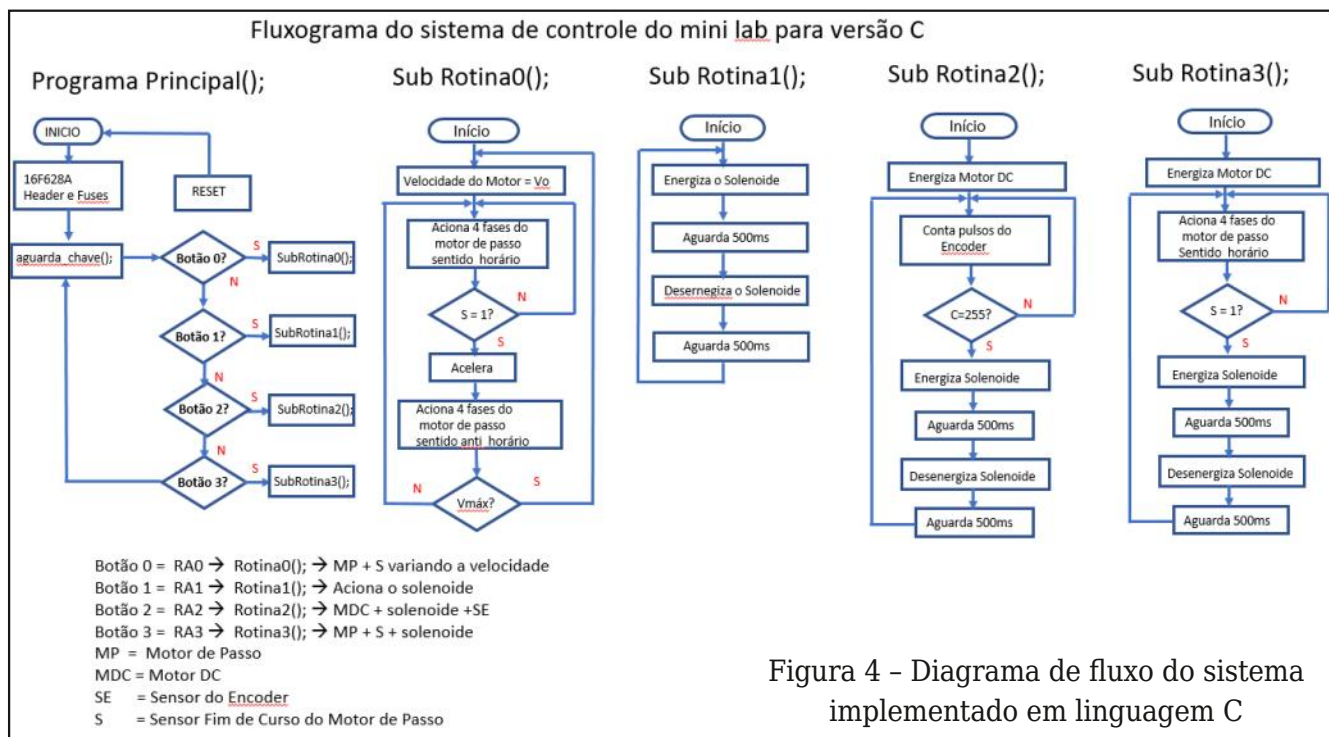 Fluxograma do sistema de controle do mini lab para versão C
Programa Principal();
INICIO
16F628A
Header e Fuses
RESET
aguarda_chave();
Botão 0?
S
SubRotina0();
N
Botão 1?
S
SubRotina1();
N
Botão 2?
S
SubRotina2();
N
Botão 3?
S
SubRotina3();
Sub Rotina0();
Início
Velocidade do Motor = Vo
Aciona 4 fases do
motor de passo
sentido horário
S = 1?
N
S
Acelera
Aciona 4 fases do
motor de passo
sentido anti_horário
N
S
Vmáx?
Sub Rotina1();
Início
Energiza o Solenoide
Aguarda 500ms
Desernegiza o Solenoide
Aguarda 500ms
Sub Rotina2();
Início
Energiza Motor DC
Conta pulsos do
Encoder
C=255?
N
S
Energiza Solenoide
Aguarda 500ms
Desenergiza Solenoide
Aguarda 500ms
Sub Rotina3();
Início
Energiza Motor DC
Aciona 4 fases do
motor de passo
Sentido horário
S = 1?
N
S
Energiza Solenoide
Aguarda 500ms
Desenergiza Solenoide
Aguarda 500ms
Botão 0 = RA0 → Rotina0(); → MP + S variando a velocidade
Botão 1 = RA1 → Rotina1(); → Aciona o solenoide
Botão 2 = RA2 → Rotina2(); → MDC + solenoide +SE
Botão 3 = RA3 → Rotina3(); → MP + S + solenoide
MP = Motor de Passo
MDC = Motor DC
SE = Sensor do Encoder
S = Sensor Fim de Curso do Motor de Passo
Figura 4 – Diagrama de fluxo do sistema
implementado em linguagem C